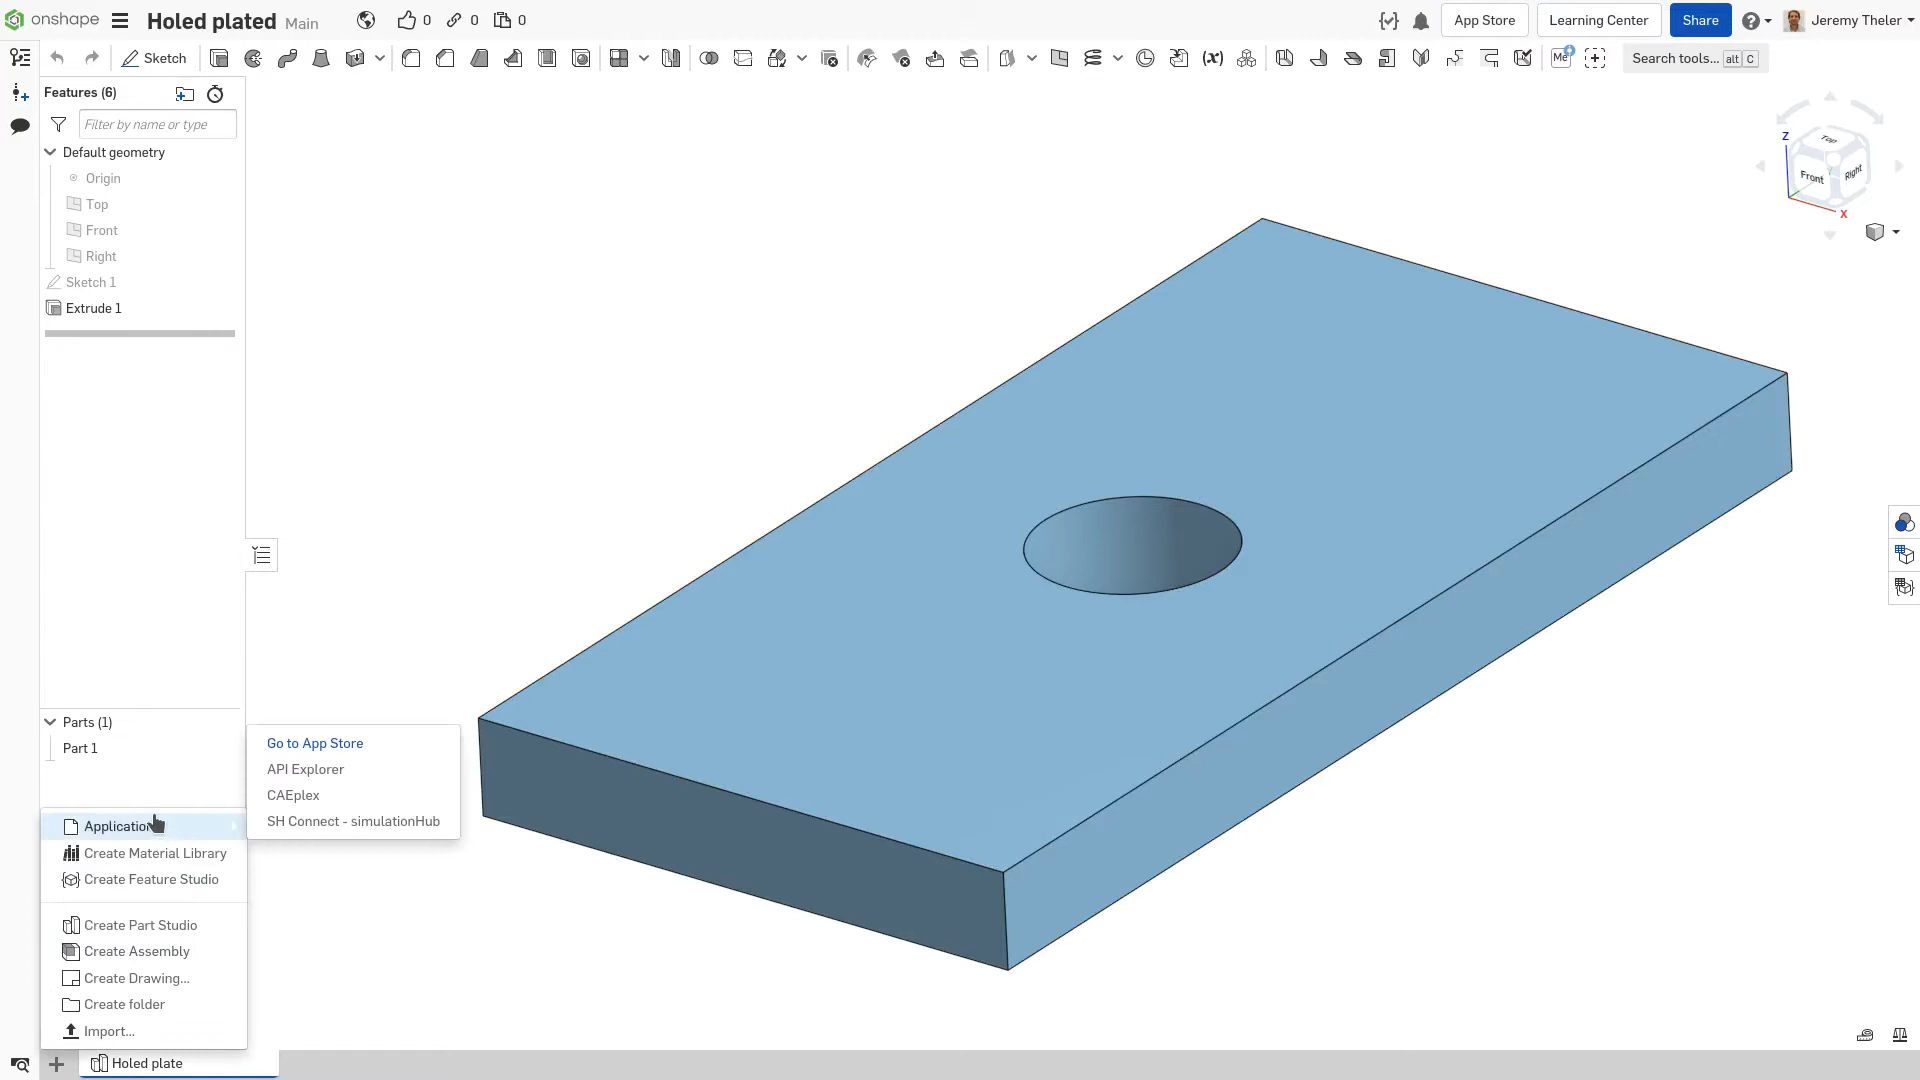 onshape
Holed plated Main
0 0 0
App Store
Learning Center
Share
Jeremy Theler
Sketch
(x)
Me
Search tools... alt C
Features (6)
Filter by name or type
Default geometry
Origin
Top
Front
Right
Sketch 1
Extrude 1
Z
Top
Front
Right
X
Parts (1)
Part 1
Go to App Store
API Explorer
CAEplex
SH Connect - simulationHub
Application
Create Material Library
Create Feature Studio
Create Part Studio
Create Assembly
Create Drawing...
Create folder
Import...
Holed plate